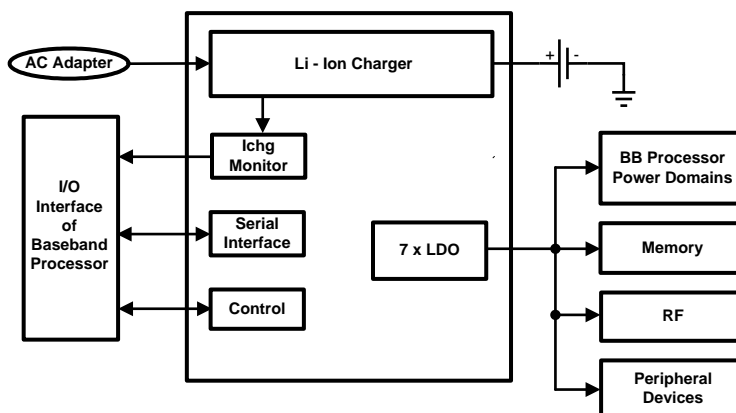 AC Adapter
Li - Ion Charger
+
-
Ichg
Monitor
I/O
Interface
of
Baseband
Processor
Serial
Interface
Control
7 x LDO
BB Processor
Power Domains
Memory
RF
Peripheral
Devices